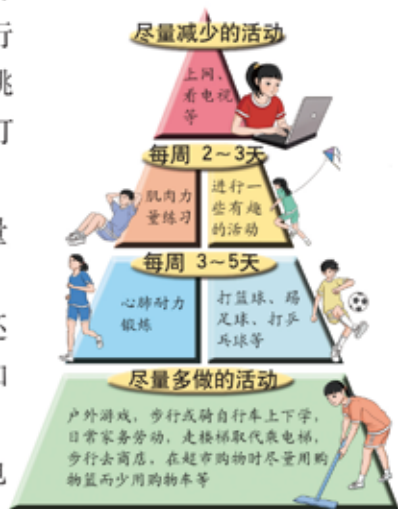 行
兆
丁
尽量减少的活动
上网、
看电视
等
每周 2~3天
肌肉力
量练习
进行一
些有趣
的活动
每周 3~5天
心肺耐力
锻炼
打篮球、踢
足球、打乒
乓球等
尽量多做的活动
户外游戏，步行或骑自行车上下学，
日常家务劳动，走楼梯取代乘电梯，
步行去商店，在超市购物时尽量用购
物篮而少用购物车等